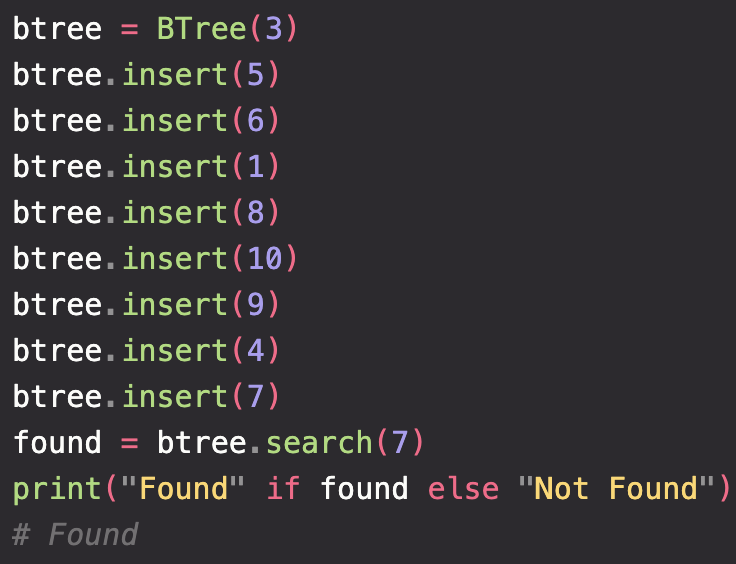 btree = BTree(3)
btree.insert(5)
btree.insert(6)
btree.insert(1)
btree.insert(8)
btree.insert(10)
btree.insert(9)
btree.insert(4)
btree.insert(7)
found = btree.search(7)
print("Found" if found else "Not Found")
# Found